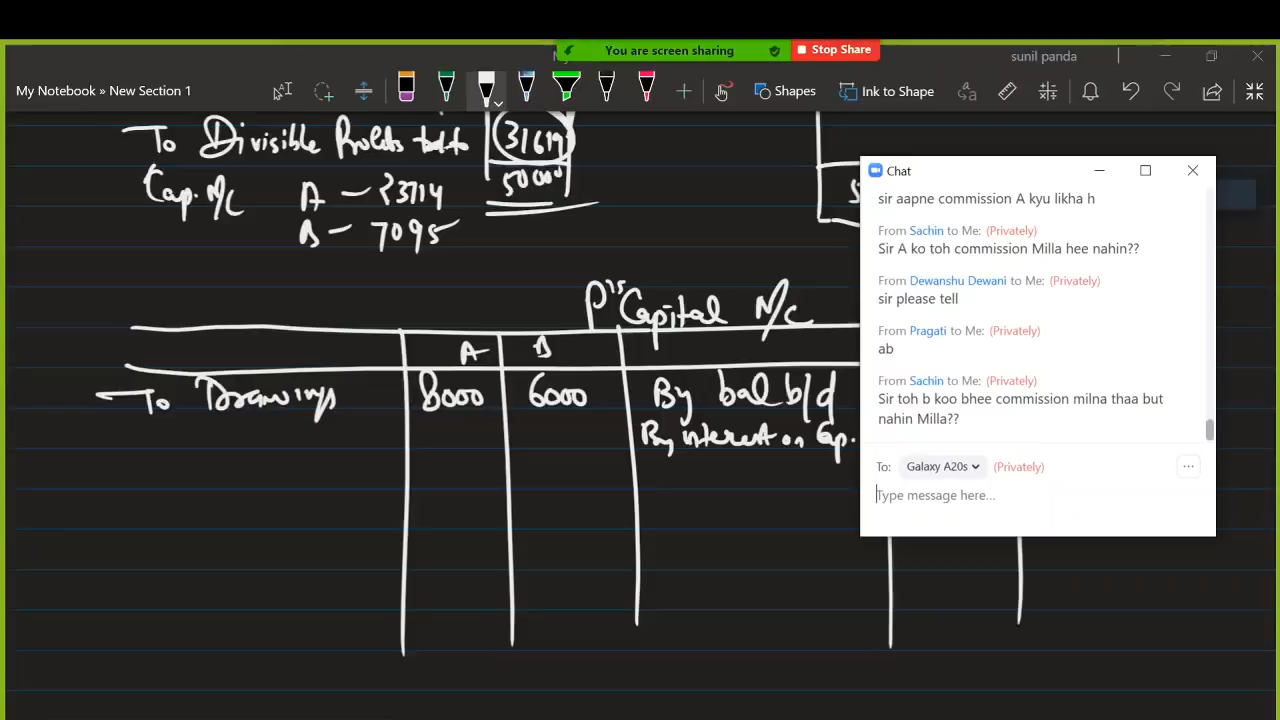 You are screen sharing
Stop Share
sunil panda
My Notebook » New Section 1
Shapes
Ink to Shape
To Divisible Profits
31619
50000
Cap. A/C A - 23714
B - 7095
P'rs Capital A/C
A B
To Drawings 8000 6000 By bal b/d
By interest on Cap.
Chat
sir aapne commission A kyu likha h
From Sachin to Me: (Privately)
Sir A ko toh commission Milla hee nahin??
From Dewanshu Dewani to Me: (Privately)
sir please tell
From Pragati to Me: (Privately)
ab
From Sachin to Me: (Privately)
Sir toh b koo bhee commission milna thaa but
nahin Milla??
To: Galaxy A20s (Privately)
Type message here...